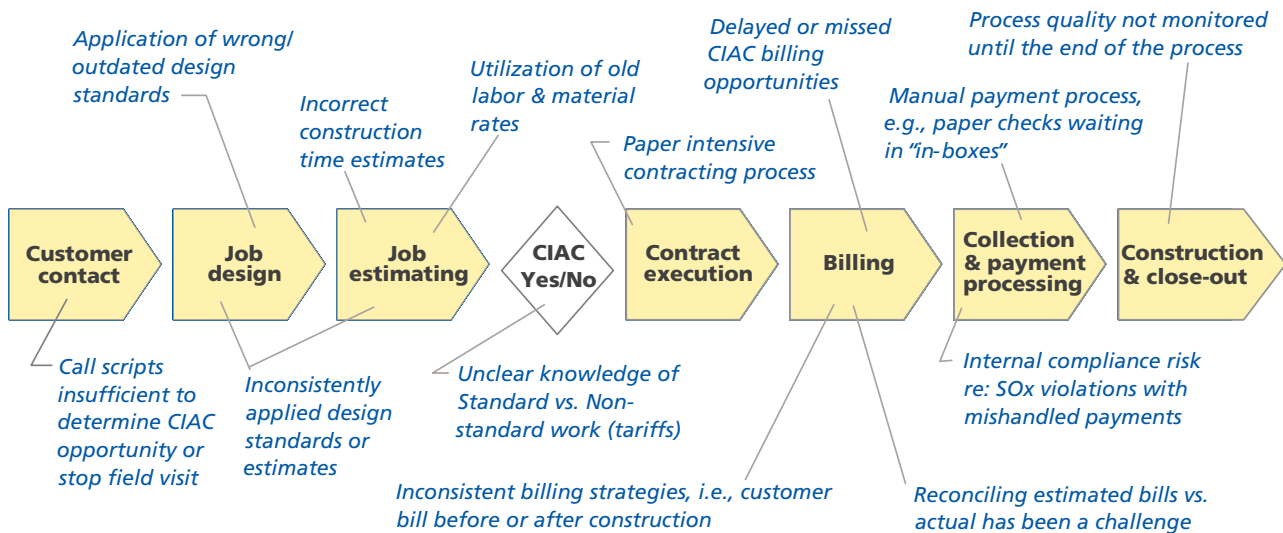 Application of wrong/
outdated design
standards
Incorrect
construction
time estimates
Utilization of old
labor & material
rates
Paper intensive
contracting process
Delayed or missed
CIAC billing
opportunities
Manual payment process,
e.g., paper checks waiting
in “in-boxes”
Process quality not monitored
until the end of the process
Customer
contact
Job
design
Job
estimating
CIAC
Yes/No
Contract
execution
Billing
Collection
& payment
processing
Construction
& close-out
Call scripts
insufficient to
determine CIAC
opportunity or
stop field visit
Inconsistently
applied design
standards or
estimates
Unclear knowledge of
Standard vs. Non-
standard work (tariffs)
Inconsistent billing strategies, i.e., customer
bill before or after construction
Internal compliance risk
re: SOx violations with
mishandled payments
Reconciling estimated bills vs.
actual has been a challenge